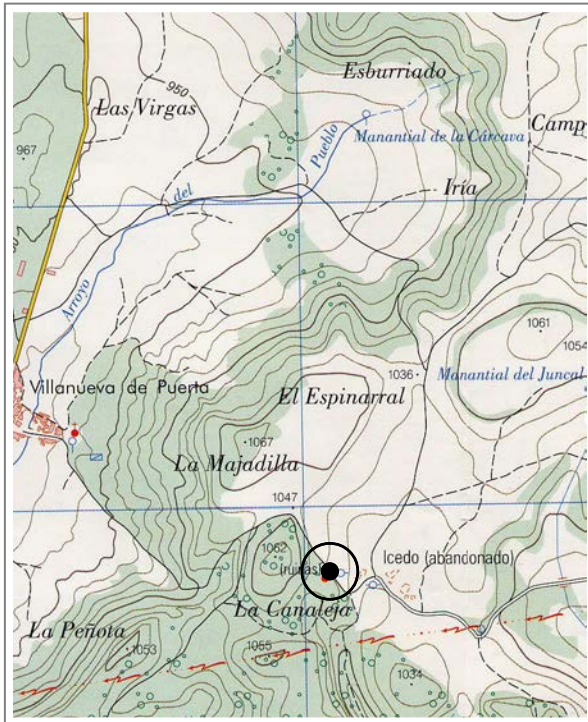 Esburriado
950
Las Virgas
Pueblo
Manantial de la Cárcava
Camp
967
del
Iría
Arroyo
1061
1054
1036
Villanueva de Puerta
El Espinarral
Manantial del Juncal
1067
La Majadilla
1047
1062
Icedo (abandonado)
(ruinas)
La Canaleja
La Peñota
1053
1055
1034